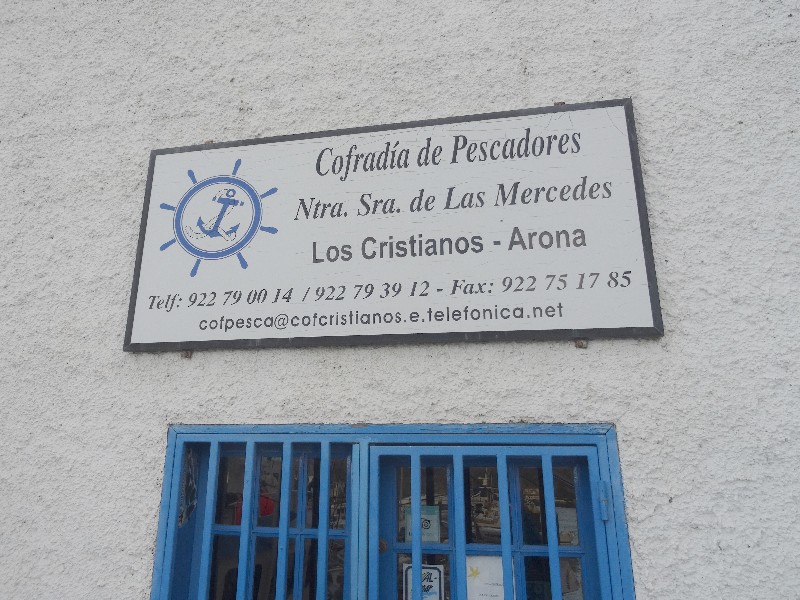 Cofradía de Pescadores
Ntra. Sra. de Las Mercedes
Los Cristianos - Arona
Telf: 922 79 00 14 / 922 79 39 12 - Fax: 922 75 17 85
cofpesca@cofcristianos.e.telefonica.net